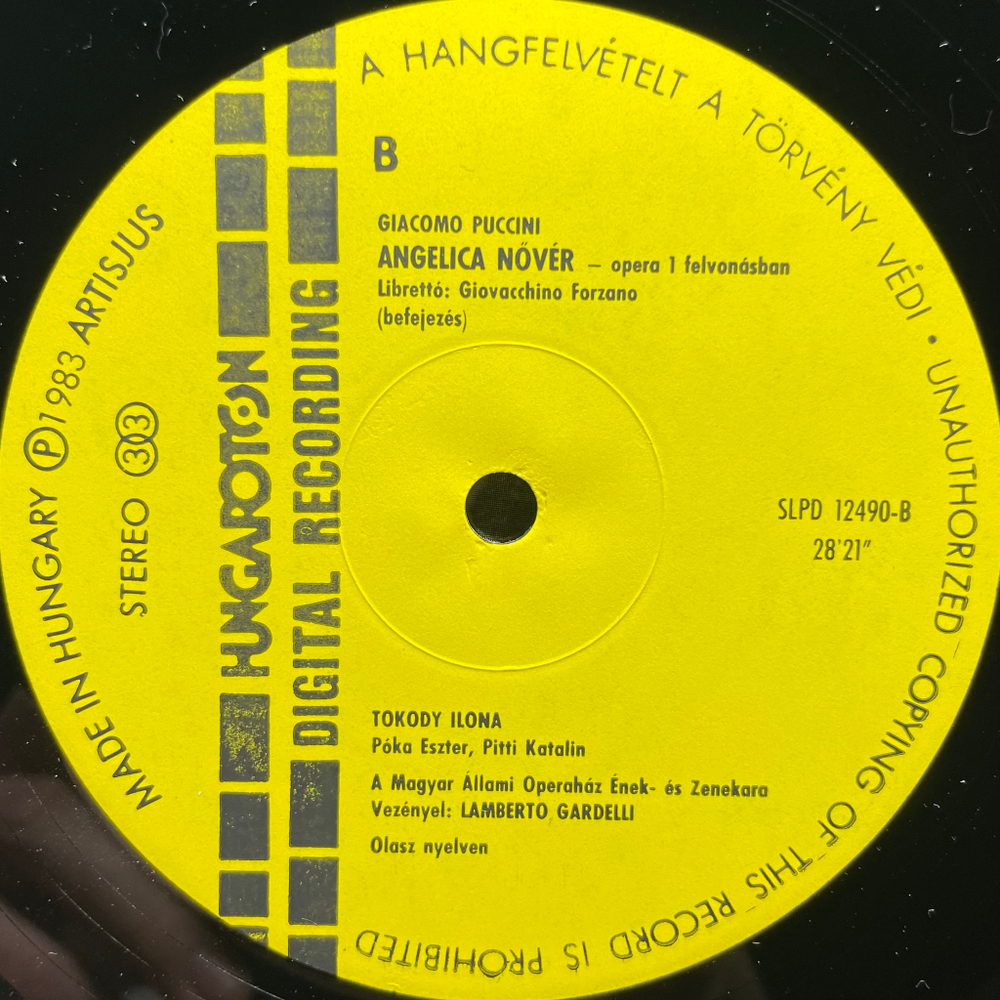 A HANGFELVÉTELT A TÖRVÉNY VÉDI • UNAUTHORIZED COPYING OF THIS RECORD IS PROHIBITED
B
GIACOMO PUCCINI
ANGELICA NŐVÉR – opera 1 felvonásban
Librettó: Giovacchino Forzano
(befejezés)
MADE IN HUNGARY Ⓟ 1983 ARTISJUS
STEREO 33
HUNGAROTON
DIGITAL RECORDING
SLPD 12490-B
28'21"
TOKODY ILONA
Póka Eszter, Pitti Katalin
A Magyar Állami Operaház Ének- és Zenekara
Vezényel: LAMBERTO GARDELLI
Olasz nyelven